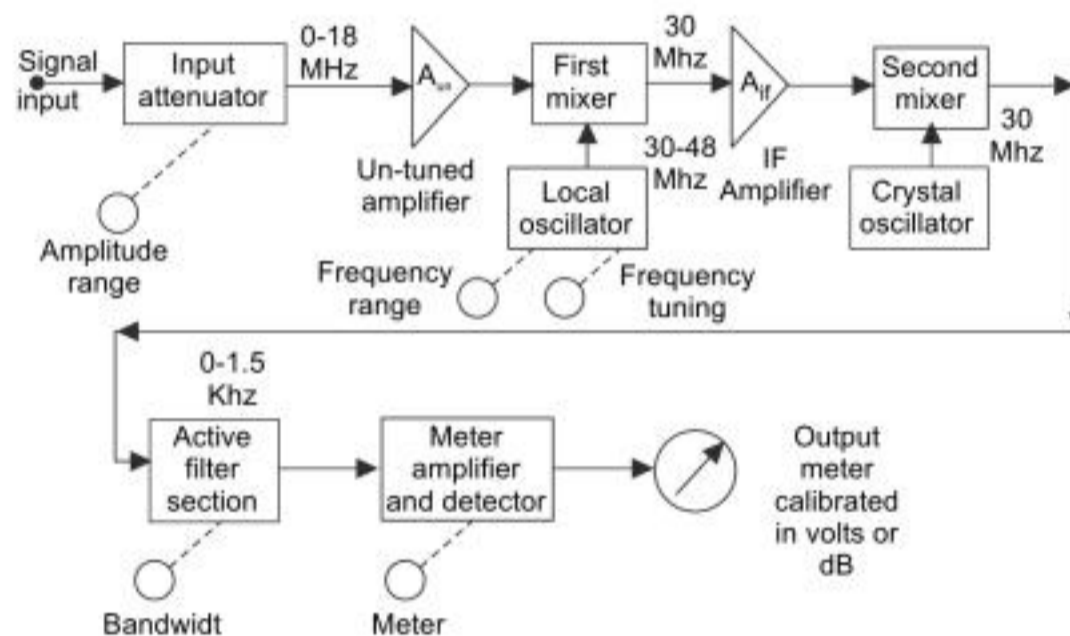 Signal
input
Input
attenuator
0-18
MHz
A
Un-tuned
amplifier
First
mixer
30
Mhz
30-48
Mhz
Local
oscillator
Aif
IF
Amplifier
Second
mixer
30
Mhz
Crystal
oscillator
Amplitude
range
Frequency
range
Frequency
tuning
0-1.5
Khz
Active
filter
section
Meter
amplifier
and detector
Output
meter
calibrated
in volts or
dB
Bandwidt
Meter